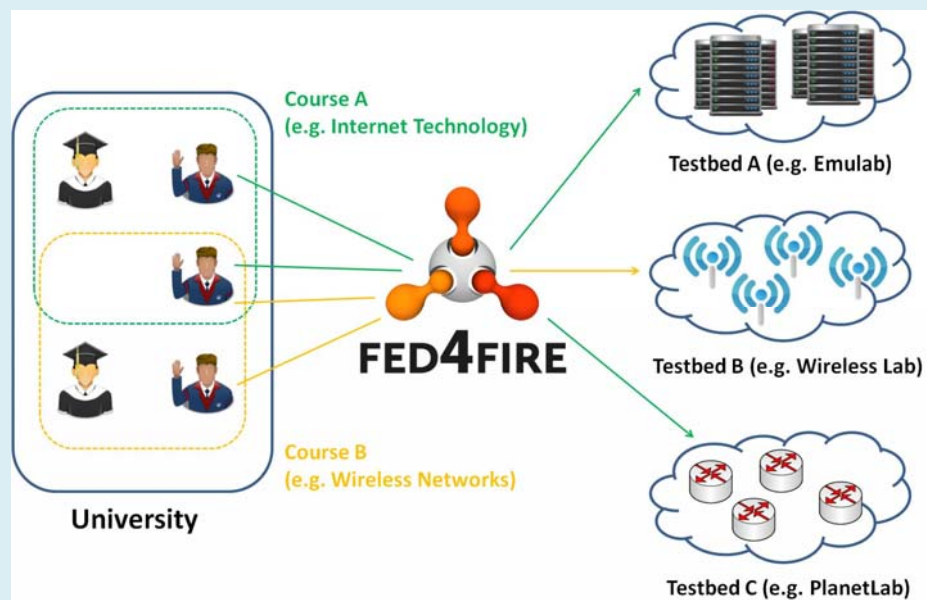 Course A
(e.g. Internet Technology)
Testbed A (e.g. Emulab)
FED4FIRE
Testbed B (e.g. Wireless Lab)
Course B
(e.g. Wireless Networks)
University
Testbed C (e.g. PlanetLab)